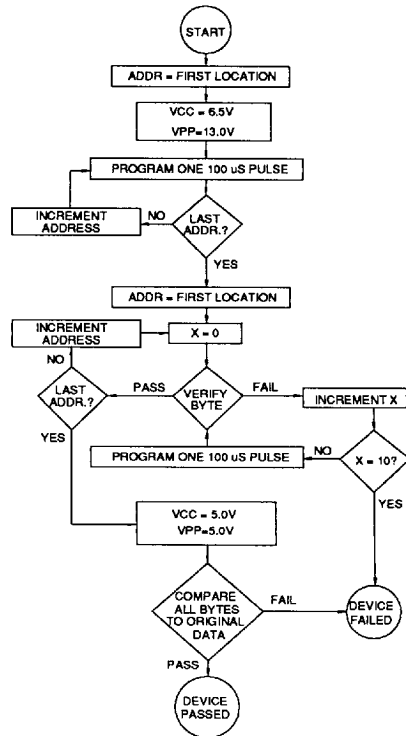 START
ADDR = FIRST LOCATION
VCC = 6.5V
VPP=13.0V
PROGRAM ONE 100 uS PULSE
INCREMENT
ADDRESS
NO
LAST
ADDR.?
YES
ADDR = FIRST LOCATION
INCREMENT
ADDRESS
X = 0
NO
LAST
ADDR.?
PASS
VERIFY
BYTE
FAIL
INCREMENT X
YES
PROGRAM ONE 100 uS PULSE
NO
X = 10?
YES
VCC = 5.0V
VPP=5.0V
COMPARE
ALL BYTES
TO ORIGINAL
DATA
FAIL
DEVICE
FAILED
PASS
DEVICE
PASSED